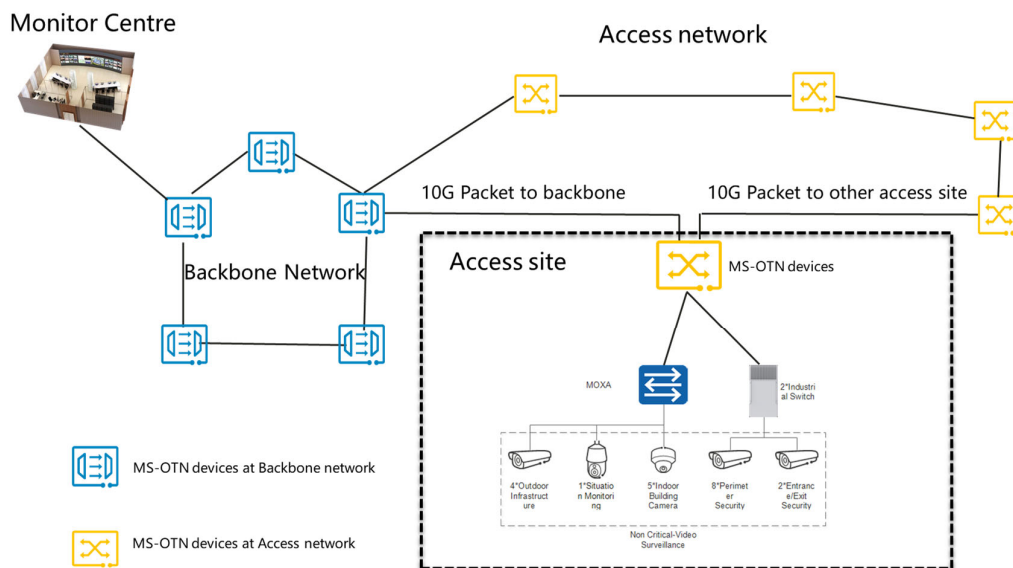 Monitor Centre
Access network
10G Packet to backbone
10G Packet to other access site
Backbone Network
Access site
MS-OTN devices
MOXA
2*Industri
al Switch
4*Outdoor
Infrastruct
ure
1*Situatio
n Monitori
ng
5*Indoor
Building
Camera
8*Perimet
er
Security
2*Entranc
e/Exit
Security
Non Critical-Video
Surveillance
MS-OTN devices at Backbone network
MS-OTN devices at Access network